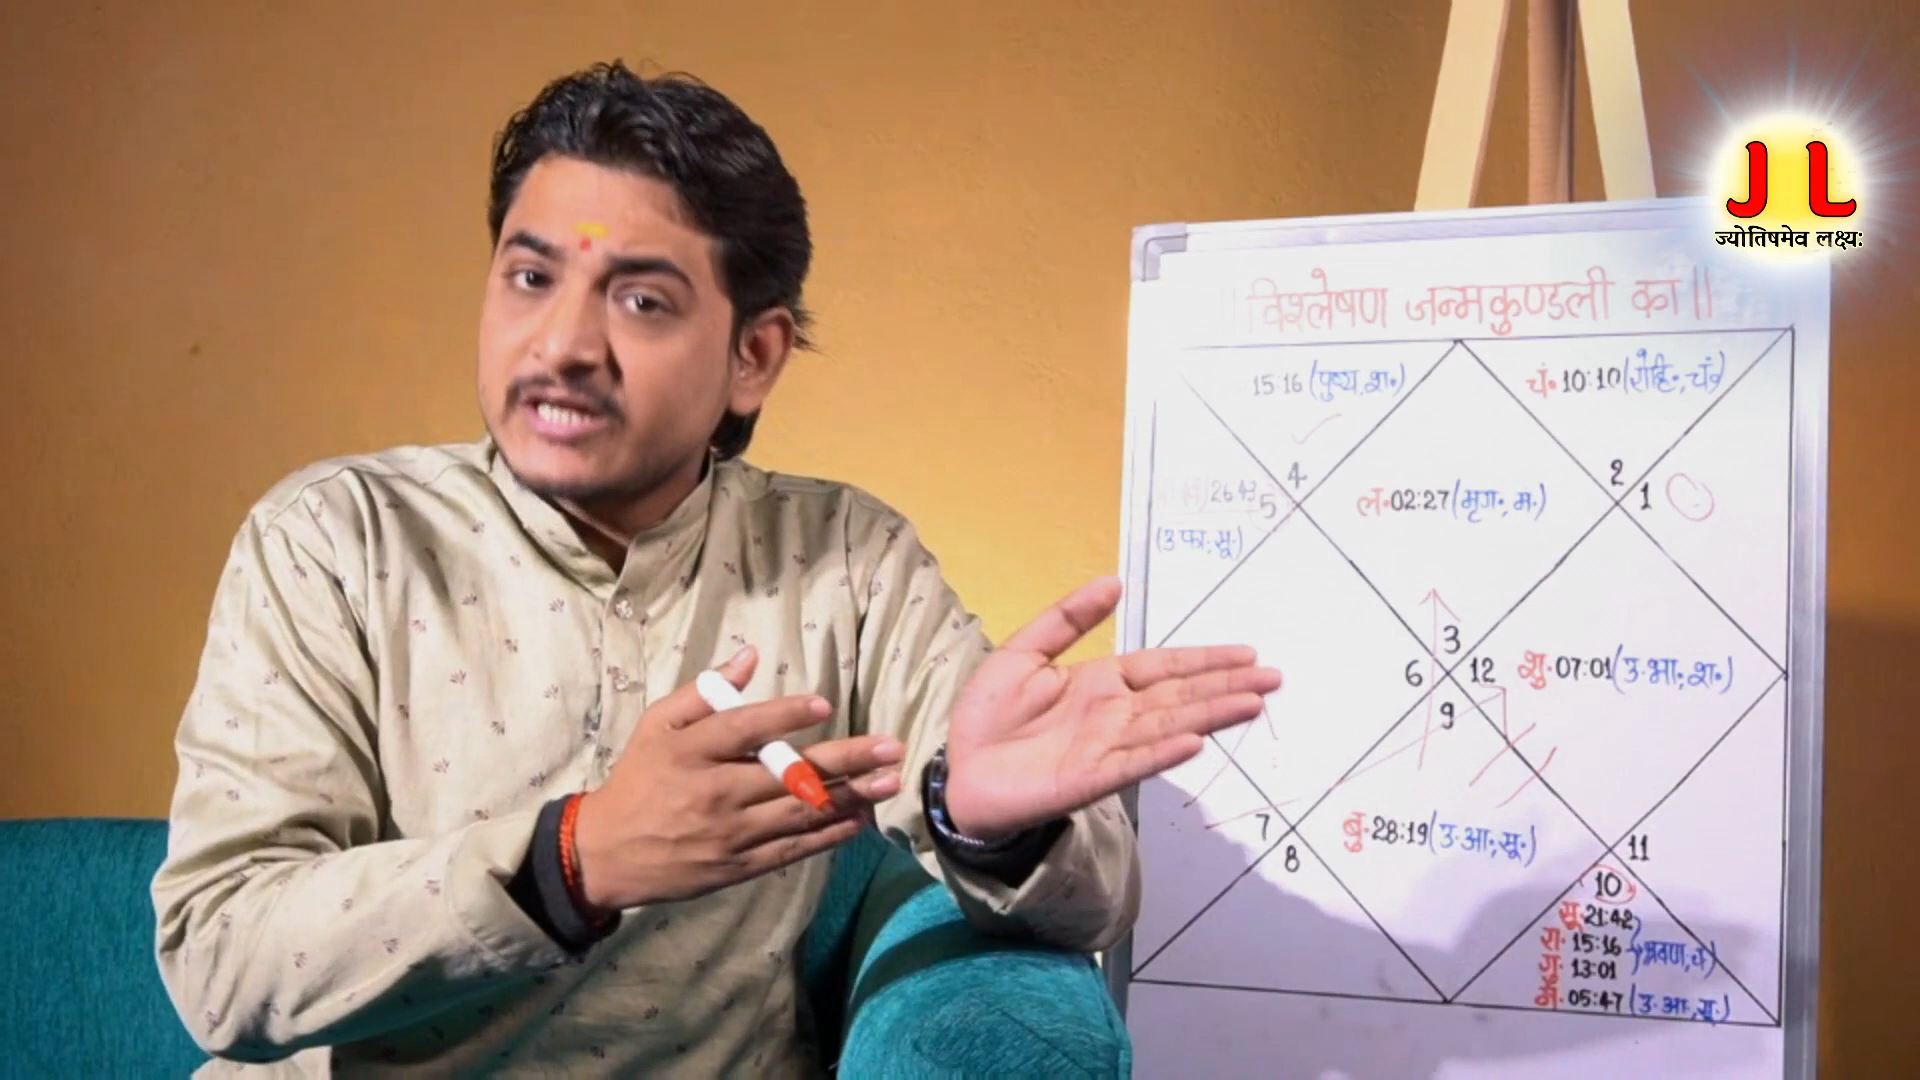 J L
ज्योतिषमेव लक्ष्य:
|| विश्लेषण जन्मकुण्डली का ||
15:16 (पुष्य, श॰)
चं॰ 10:10 (रोहि॰, चं॰)
4
2
1
26 43
5
(उ फा॰, सू॰)
ल॰ 02:27 (मृग॰, मं॰)
3
6
12
9
शु॰ 07:01 (उ॰भा॰, श॰)
7
8
बु॰ 28:19 (उ॰आ॰, सू॰)
11
10
सू॰ 21:42
रा॰ 15:16
गु॰ 13:01
श्रवण, चं
मं॰ 05:47 (उ॰आ॰, सू॰)